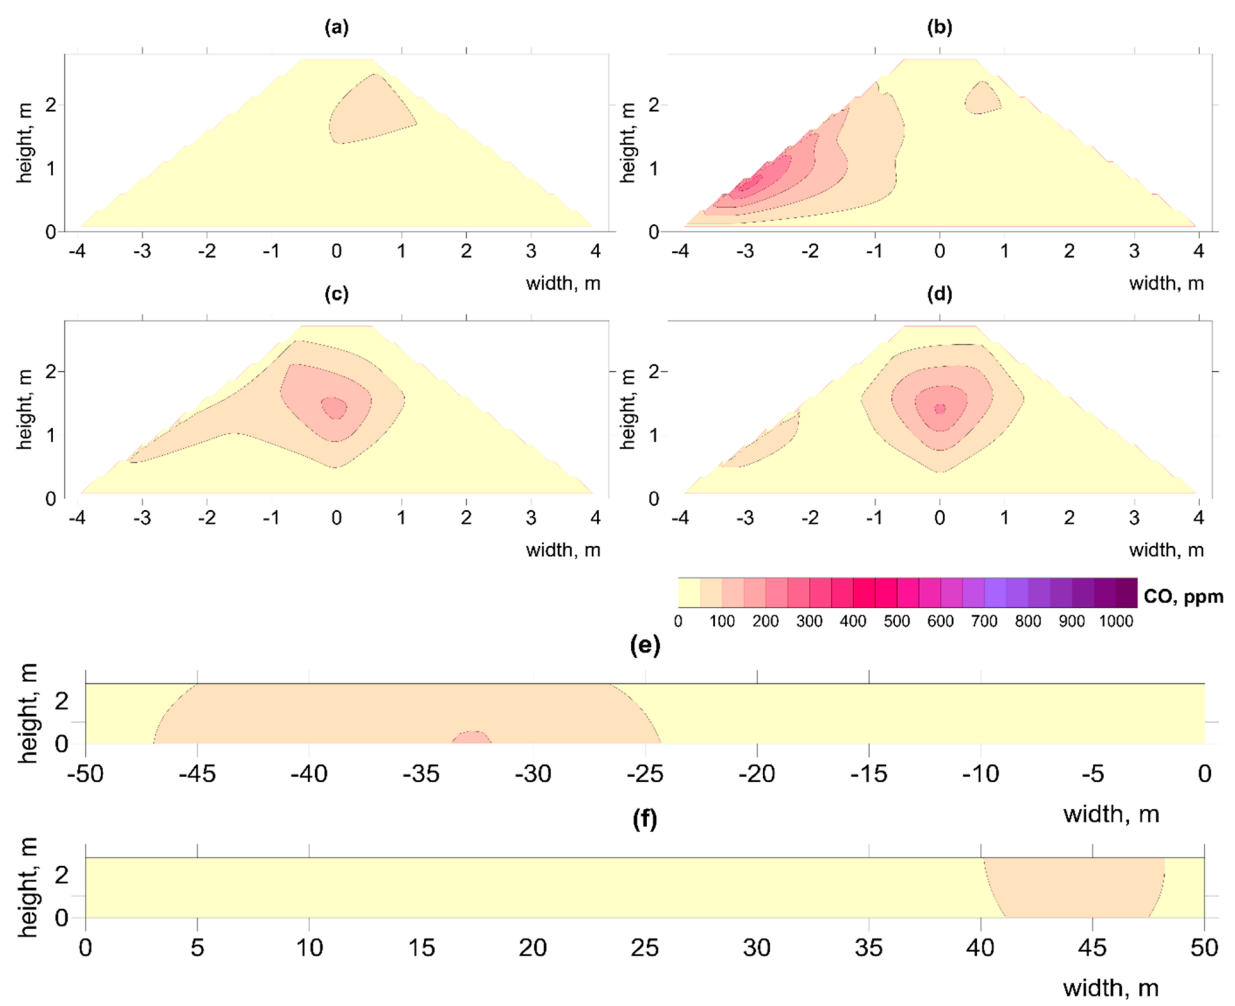 (a) (b)
height, m 2 1 0
-4 -3 -2 -1 0 1 2 3 4
width, m
height, m 2 1 0
-4 -3 -2 -1 0 1 2 3 4
width, m
(c) (d)
height, m 2 1 0
-4 -3 -2 -1 0 1 2 3 4
width, m
height, m 2 1 0
-4 -3 -2 -1 0 1 2 3 4
width, m
CO, ppm
0 100 200 300 400 500 600 700 800 900 1000
(e)
height, m 2 0
-50 -45 -40 -35 -30 -25 -20 -15 -10 -5 0
width, m
(f)
height, m 2 0
0 5 10 15 20 25 30 35 40 45 50
width, m